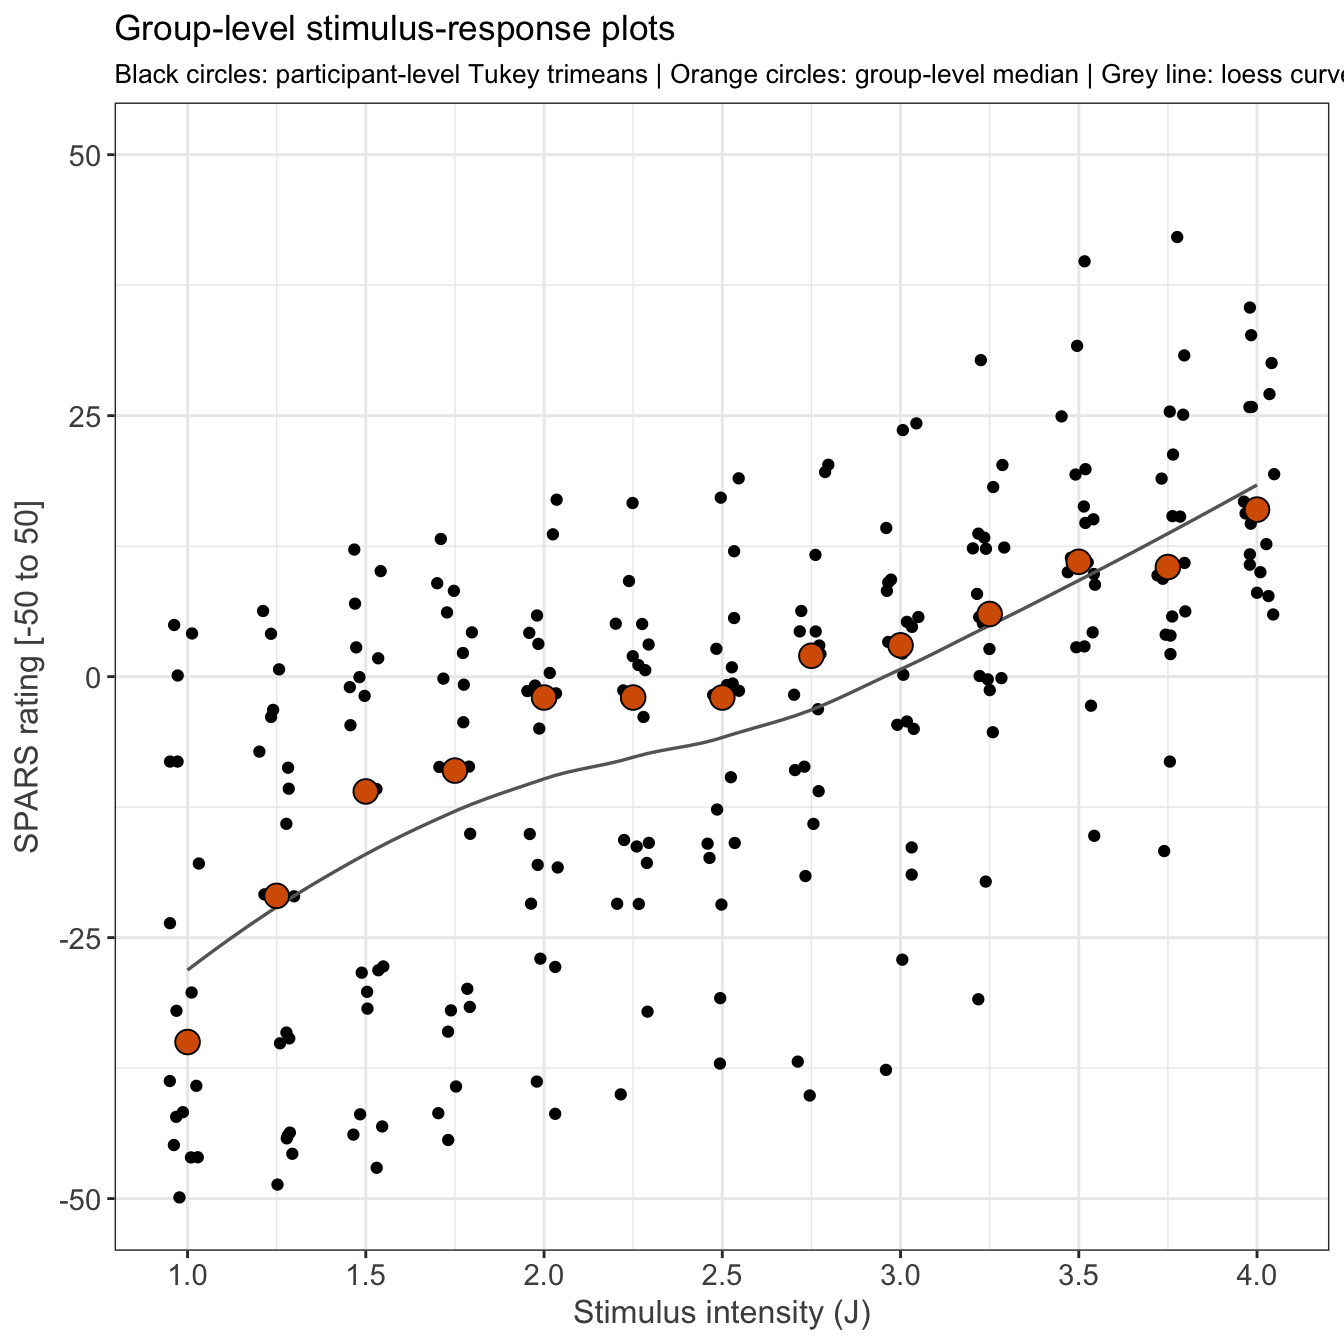 Group-level stimulus-response plots
Black circles: participant-level Tukey trimeans | Orange circles: group-level median | Grey line: loess curve
SPARS rating [-50 to 50]
50
25
0
-25
-50
1.0 1.5 2.0 2.5 3.0 3.5 4.0
Stimulus intensity (J)